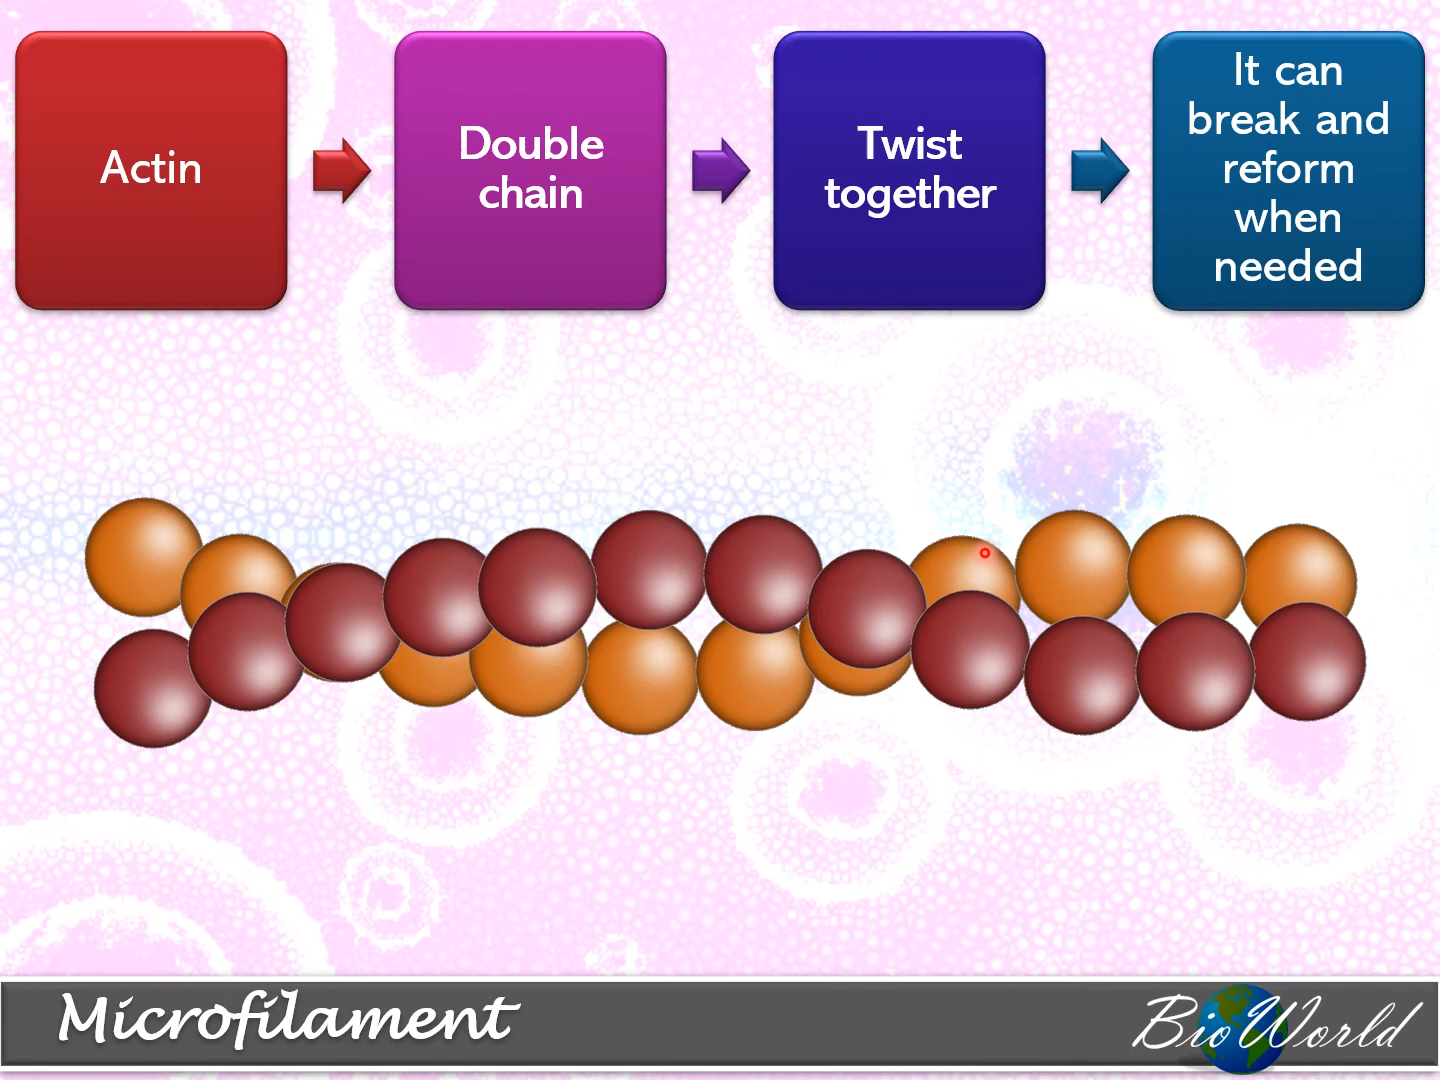 Actin
Double
chain
Twist
together
It can
break and
reform
when
needed
Microfilament
BioWorld